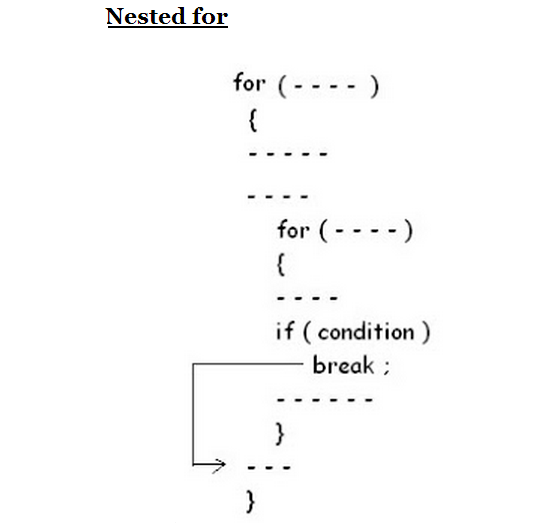 Nested for
for ( - - - - )
{
- - - - -
- - - -
for ( - - - - )
{
- - - -
if ( condition )
break ;
- - - - - -
}
- - -
}